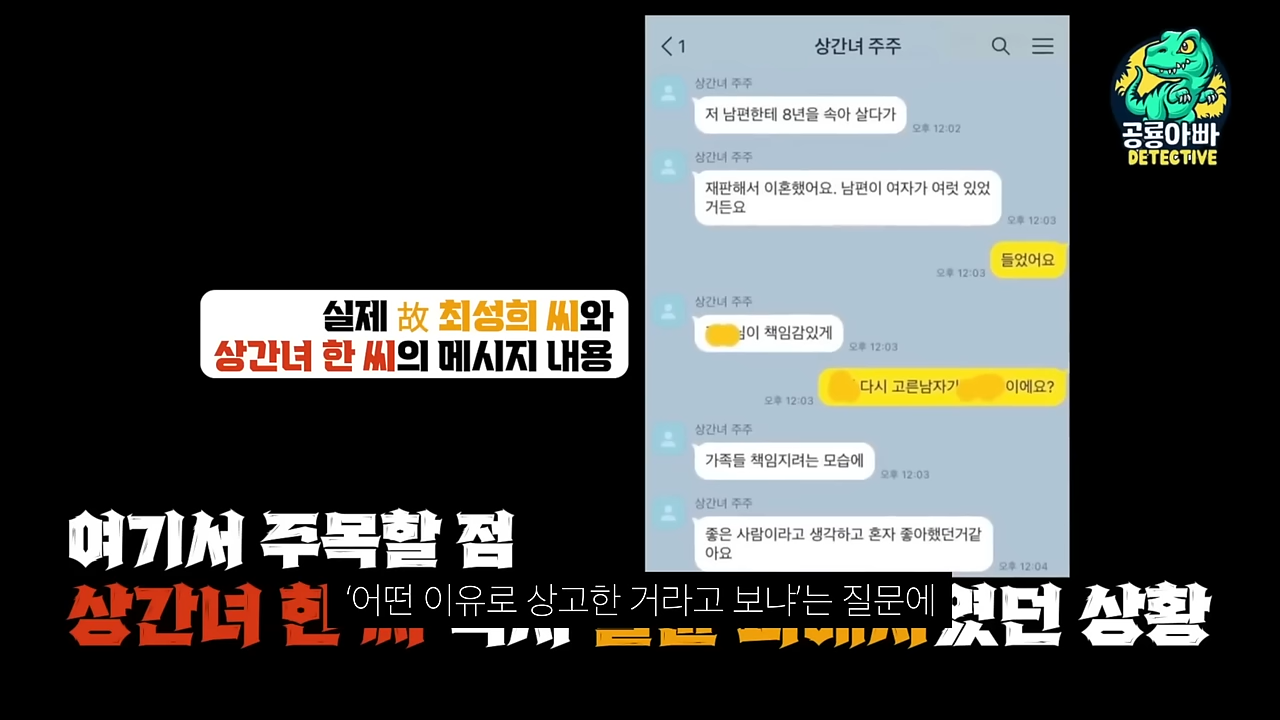 1
상간녀 주주
상간녀 주주
저 남편한테 8년을 속아 살다가
오후 12:02
상간녀 주주
재판해서 이혼했어요. 남편이 여자가 여럿 있었
거든요
오후 12:03
들었어요
오후 12:03
상간녀 주주
님이 책임감있게
오후 12:03
다시 고른남자가 이에요?
오후 12:03
상간녀 주주
가족들 책임지려는 모습에
오후 12:03
상간녀 주주
좋은 사람이라고 생각하고 혼자 좋아했던거같
아요
오후 12:04
공룡아빠
DETECTIVE
실제 故 최성희 씨와
상간녀 한 씨의 메시지 내용
여기서 주목할 점
상간녀 한 였던 상황
'어떤 이유로 상고한 거라고 보냐'는 질문에